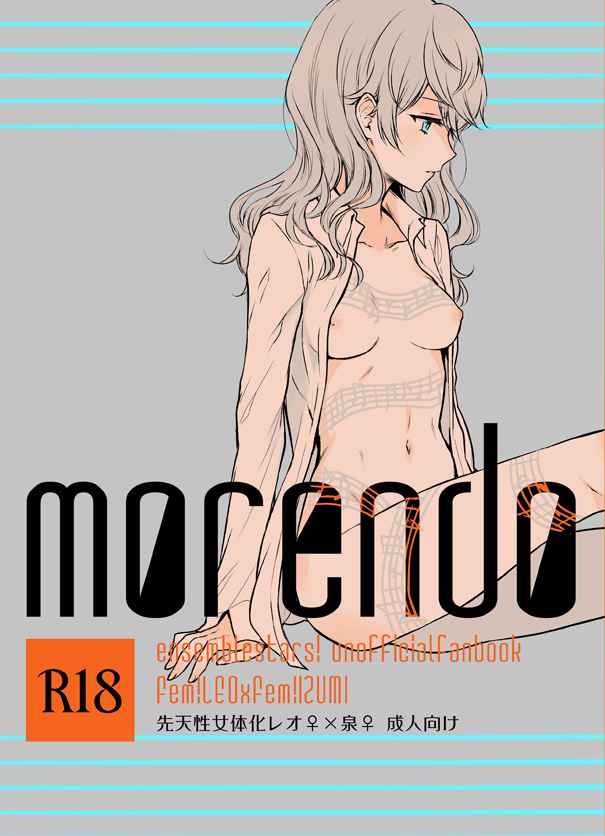 morendo
R18
ensemblestars! unofficialfanbook
fem!LEOxfem!IZUMI
先天性女体化レオ♀×泉♀ 成人向け